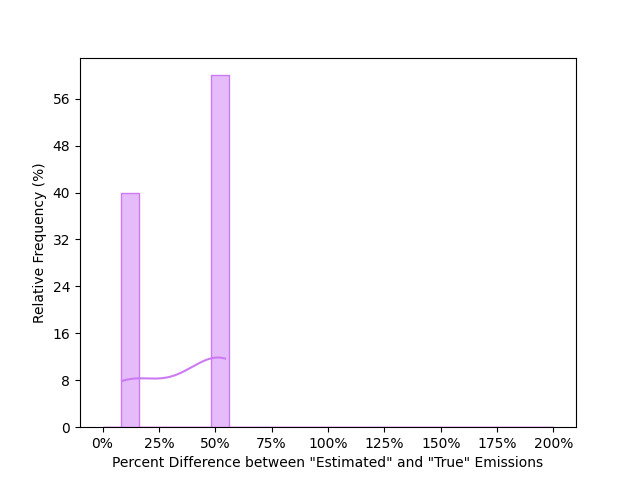 56
48
40
32
24
16
8
0
Relative Frequency (%)
0% 25% 50% 75% 100% 125% 150% 175% 200%
Percent Difference between "Estimated" and "True" Emissions